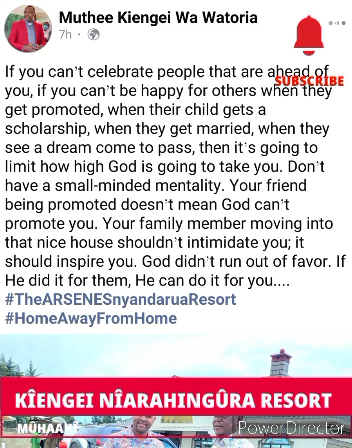 Muthee Kiengei Wa Watoria
7h ·
SUBSCRIBE
If you can't celebrate people that are ahead of
you, if you can't be happy for others when they
get promoted, when their child gets a
scholarship, when they get married, when they
see a dream come to pass, then it's going to
limit how high God is going to take you. Don't
have a small-minded mentality. Your friend
being promoted doesn't mean God can't
promote you. Your family member moving into
that nice house shouldn't intimidate you; it
should inspire you. God didn't run out of favor. If
He did it for them, He can do it for you....
#TheARSENESnyandaruaResort
#HomeAwayFromHome
KÎENGEI NÎARAHINGÛRA RESORT
PowerDirector